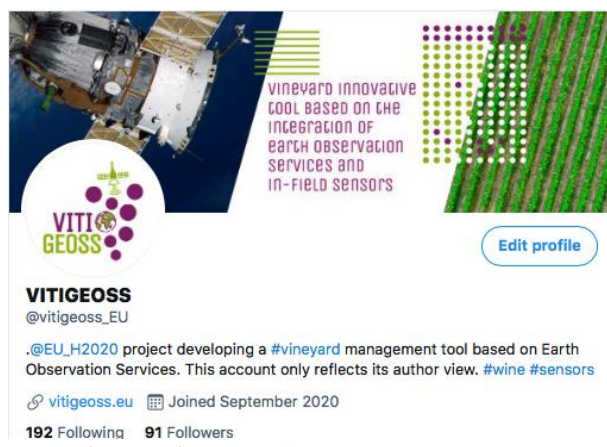 VINEYARD INNOVATIVE
TOOL BASED ON THE
INTEGRATION OF
EARTH OBSERVATION
SERVICES AND
IN-FIELD SENSORS
VITI
GEOSS
Edit profile
VITIGEOSS
@vitigeoss_EU
.@EU_H2020 project developing a #vineyard management tool based on Earth
Observation Services. This account only reflects its author view. #wine #sensors
vitigeoss.eu Joined September 2020
192 Following 91 Followers